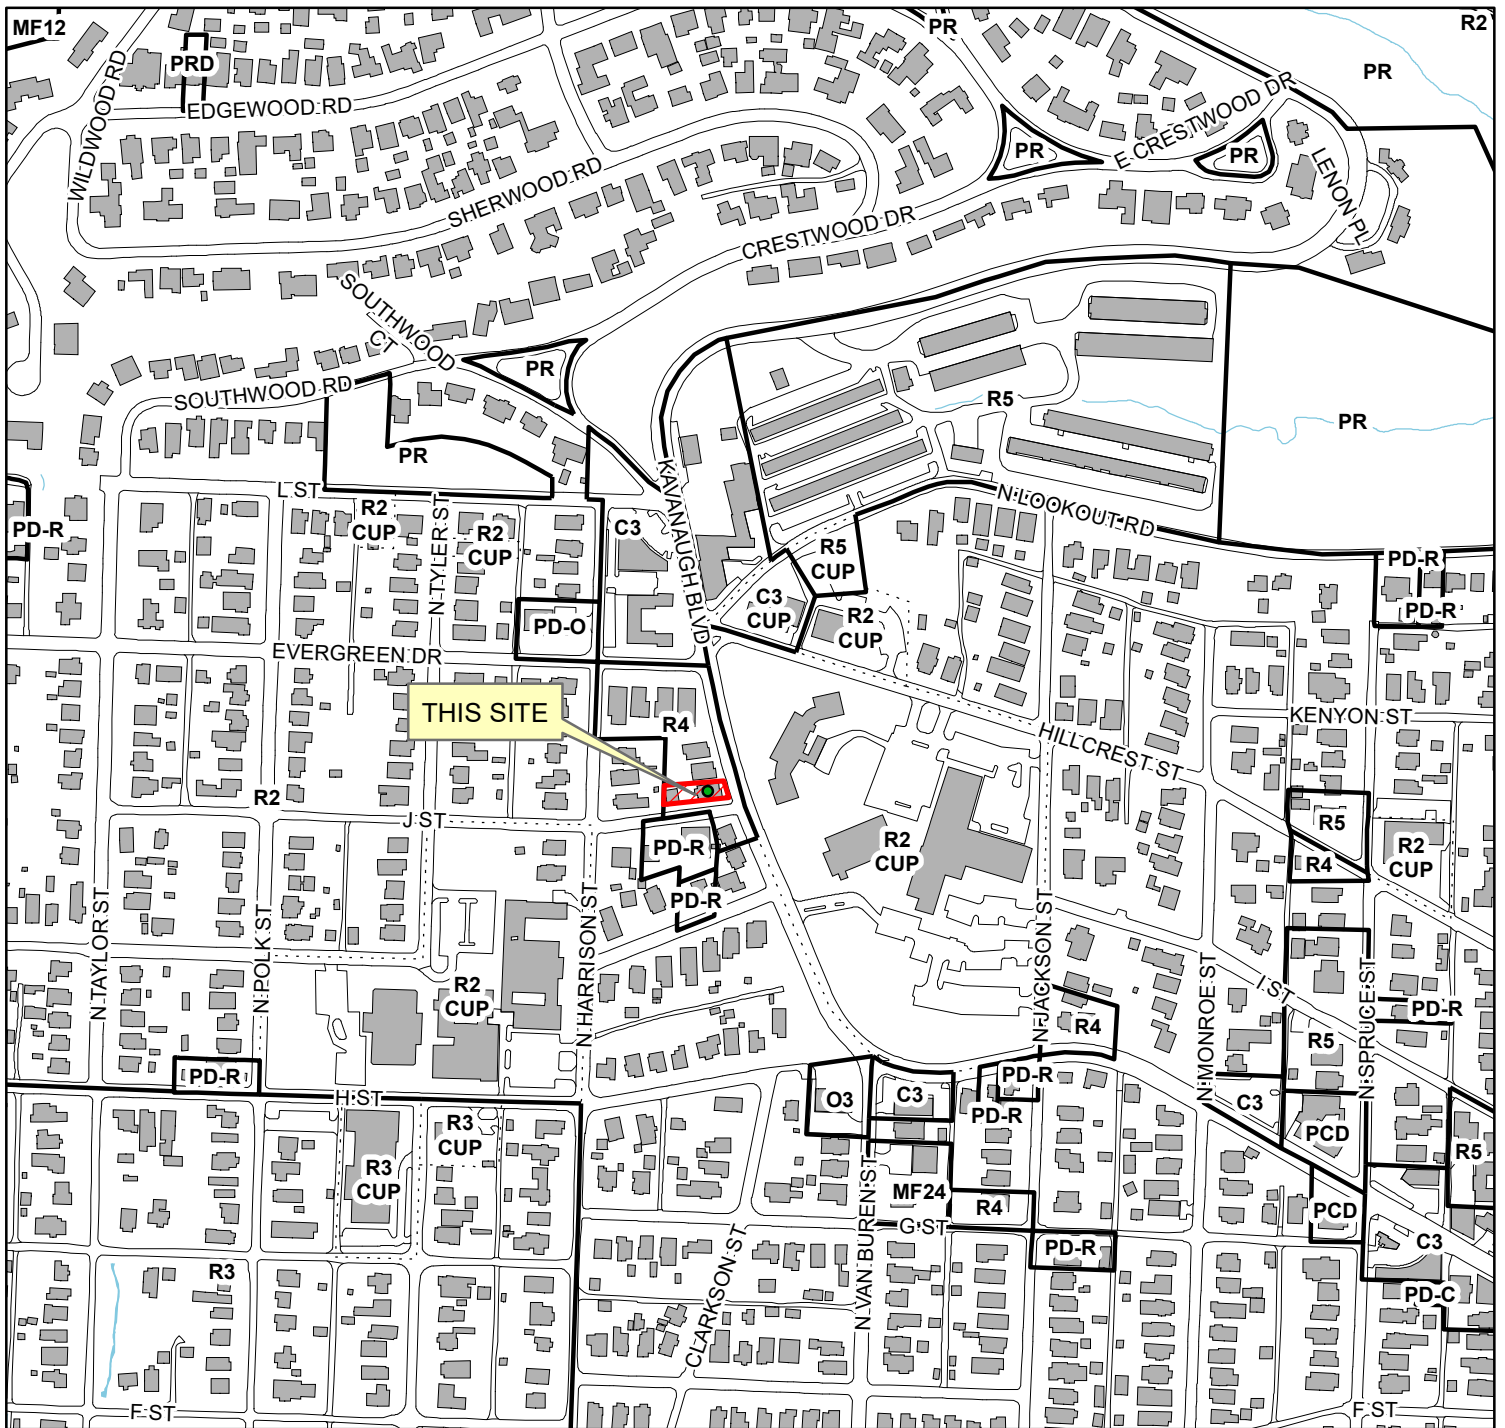 MF12
PR
R2
PRD
PR
WILDWOOD RD
EDGEWOOD RD
E CRESTWOOD DR
PR
PR
LENON PL
SHERWOOD RD
CRESTWOOD DR
SOUTHWOOD
CT
PR
SOUTHWOOD RD
R5
PR
PR
KAVANAUGH BLVD
L ST
N LOOKOUT RD
R2
CUP
N TYLER ST
R2
CUP
C3
PD-R
R5
CUP
PD-R
C3
CUP
R2
CUP
PD-R
PD-O
EVERGREEN DR
THIS SITE
R4
KENYON ST
HILLCREST ST
R2
J ST
R5
PD-R
R2
CUP
R2
CUP
R4
PD-R
N TAYLOR ST
N POLK ST
N HARRISON ST
N JACKSON ST
R2
CUP
N MONROE ST
I ST
N SPRUCE ST
PD-R
R4
R5
PD-R
PD-R
H ST
O3
C3
PD-R
C3
R3
CUP
PCD
R5
R3
CUP
MF24
R4
PCD
N VAN BUREN ST
G ST
CLARKSON ST
PD-R
C3
R3
PD-C
F ST
F ST